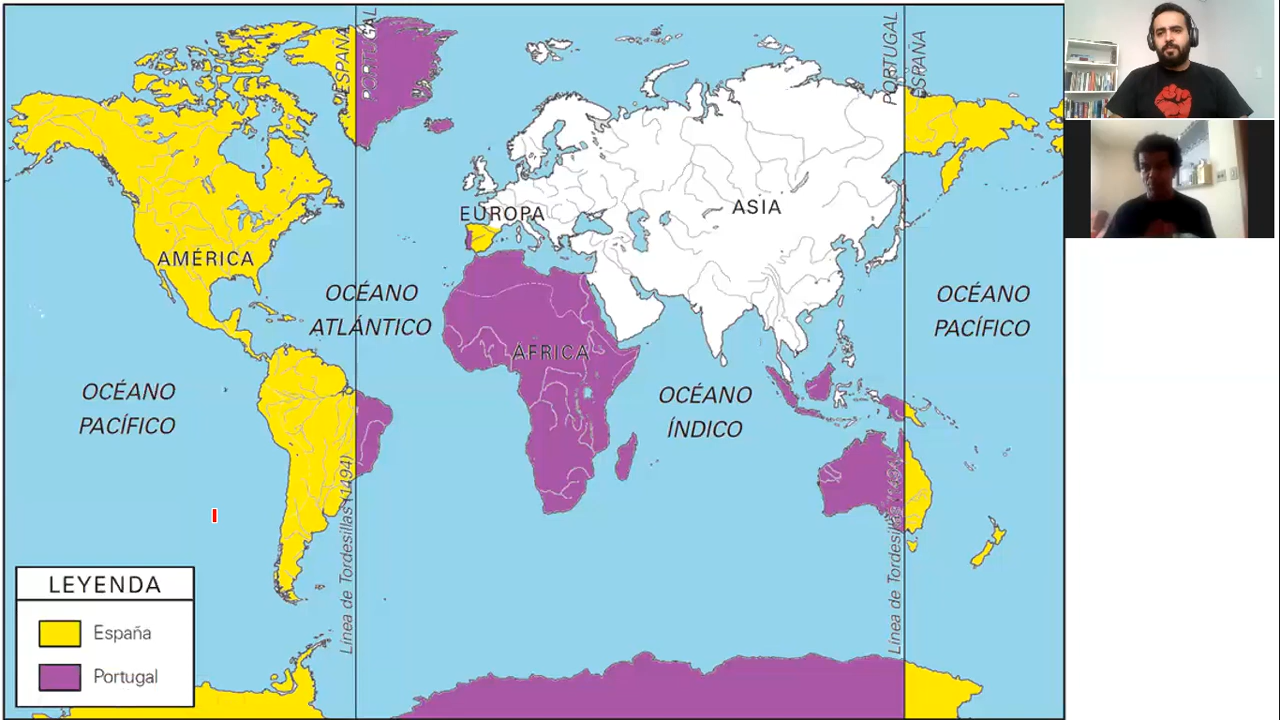 ESPAÑA
PORTUGAL
PORTUGAL
ESPAÑA
EUROPA
ASIA
AMÉRICA
OCÉANO
ATLÁNTICO
OCÉANO
PACÍFICO
ÁFRICA
OCÉANO
PACÍFICO
OCÉANO
ÍNDICO
Línea de Tordesillas (1494)
Línea de Tordesillas (1494)
LEYENDA
España
Portugal